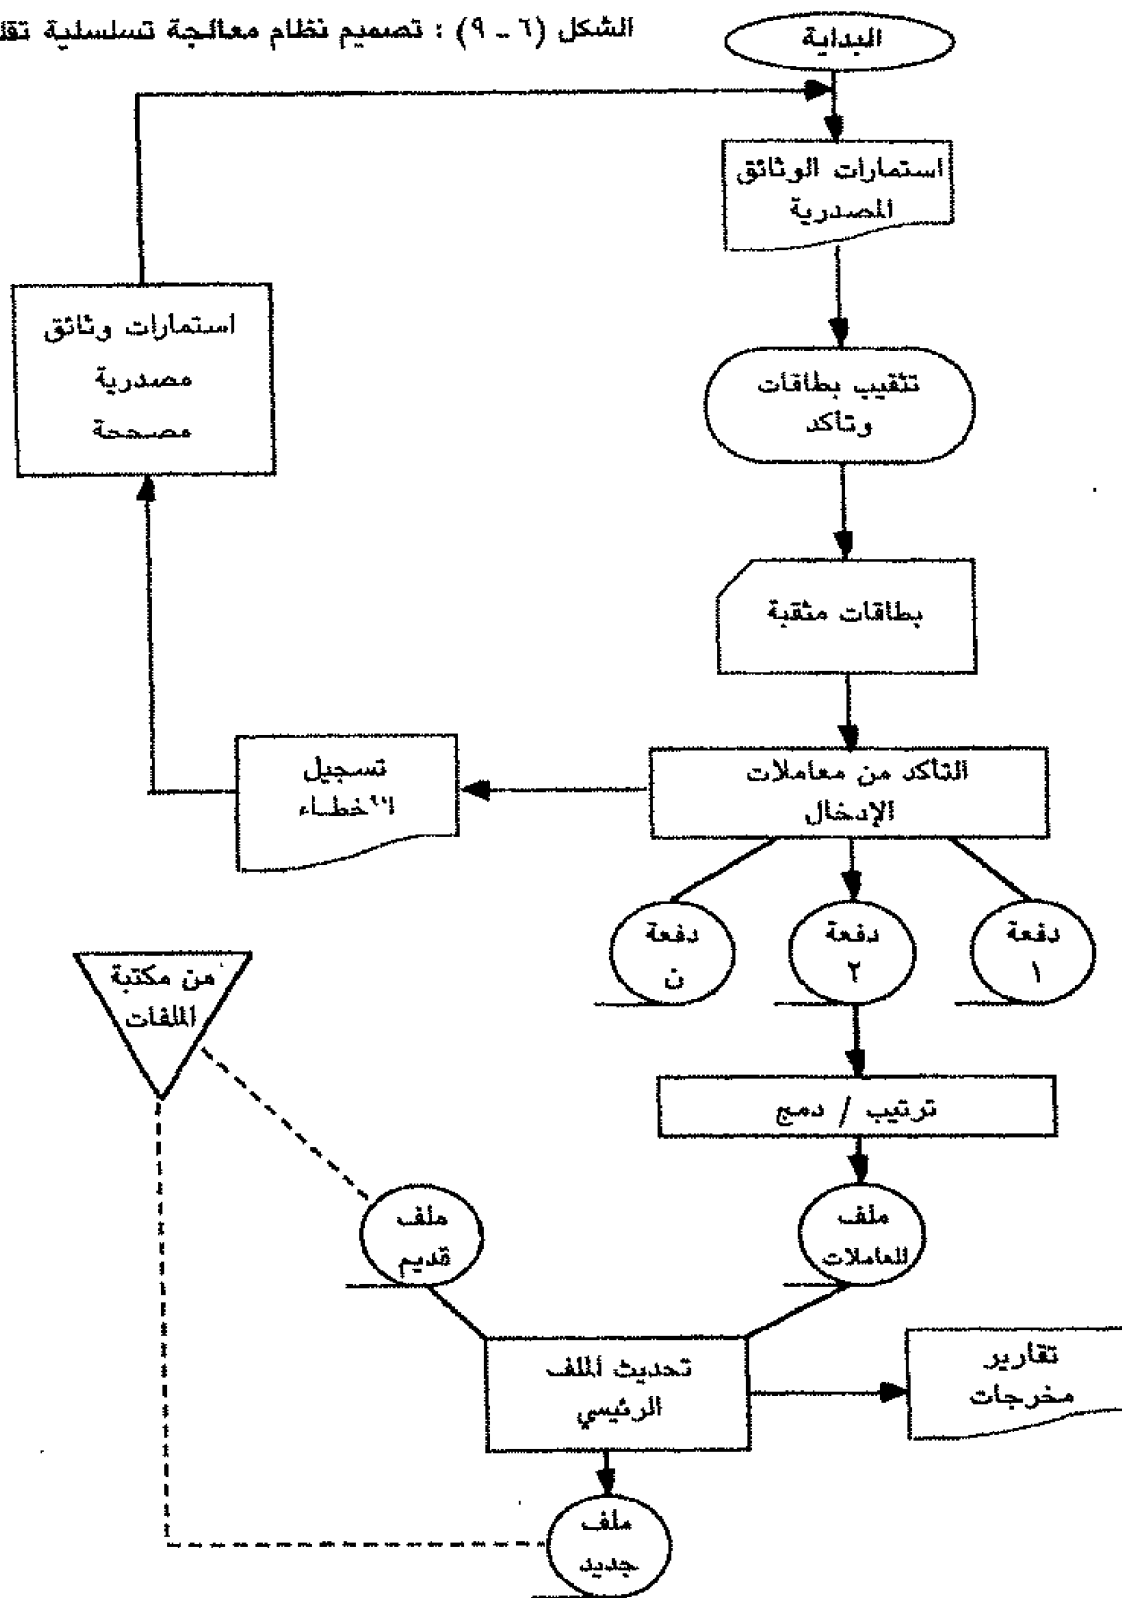 الشكل (٦ - ٩) : تصميم نظام معالجة تسلسلية
البداية
استمارات الوثائق
المصدرية
استمارات وثائق
مصدرية
مصححة
تثقيب بطاقات
وتأكد
بطاقات مثقبة
التأكد من معاملات
الإدخال
تسجيل
الأخطاء
دفعة
١
دفعة
٢
دفعة
ن
من مكتبة
الملفات
ترتيب / دمج
ملف
المعاملات
ملف
قديم
تحديث الملف
الرئيسي
تقارير
مخرجات
ملف
جديد